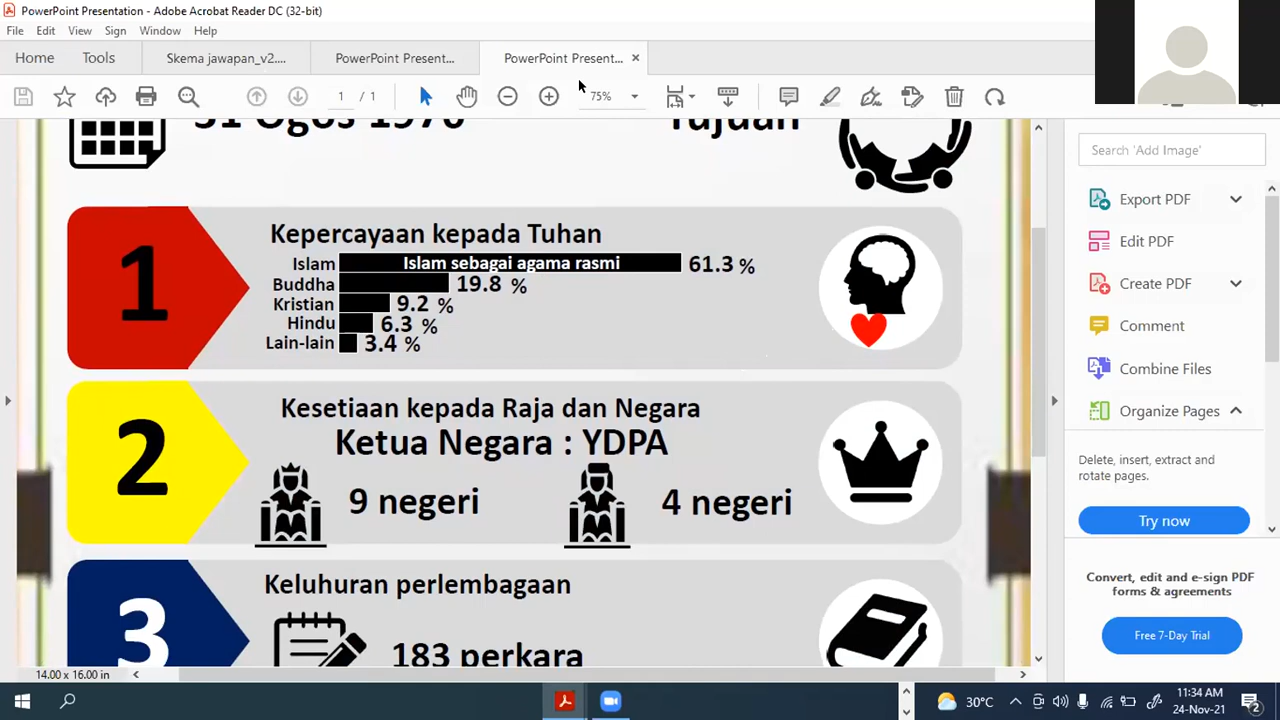 PowerPoint Presentation - Adobe Acrobat Reader DC (32-bit)
File Edit View Sign Window Help
Home Tools Skema jawapan_v2.... PowerPoint Present... PowerPoint Present... ×
1 / 1 75%
31 Ogos 1970 Tujuan
1
Kepercayaan kepada Tuhan
Islam Islam sebagai agama rasmi 61.3 %
Buddha 19.8 %
Kristian 9.2 %
Hindu 6.3 %
Lain-lain 3.4 %
2
Kesetiaan kepada Raja dan Negara
Ketua Negara : YDPA
9 negeri 4 negeri
3
Keluhuran perlembagaan
183 perkara
14.00 x 16.00 in
Search 'Add Image'
Export PDF
Edit PDF
Create PDF
Comment
Combine Files
Organize Pages
Delete, insert, extract and
rotate pages.
Try now
Convert, edit and e-sign PDF
forms & agreements
Free 7-Day Trial
30°C
11:34 AM
24-Nov-21
2